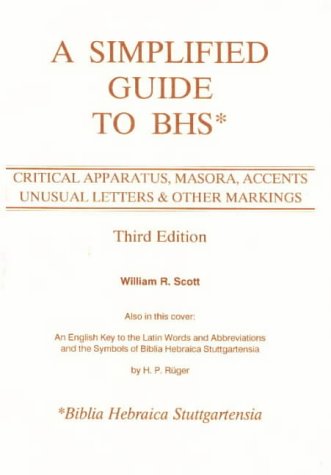 A SIMPLIFIED
GUIDE
TO BHS*
CRITICAL APPARATUS, MASORA, ACCENTS
UNUSUAL LETTERS & OTHER MARKINGS
Third Edition
William R. Scott
Also in this cover:
An English Key to the Latin Words and Abbreviations
and the Symbols of Biblia Hebraica Stuttgartensia
by H. P. Rüger
*Biblia Hebraica Stuttgartensia